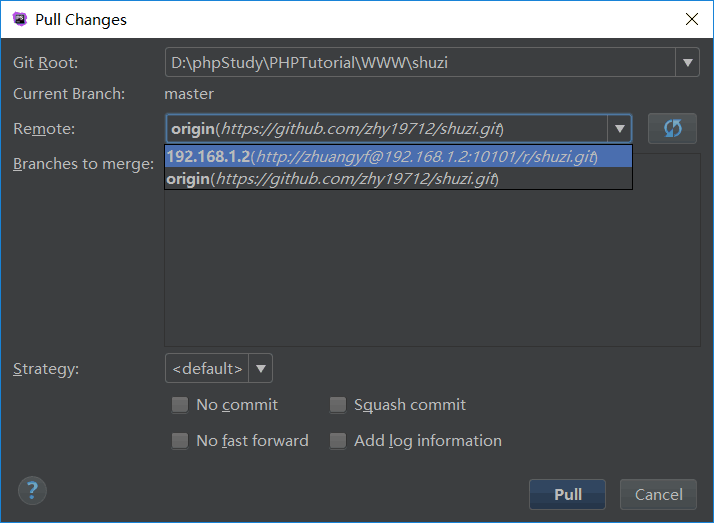 Pull Changes
Git Root: D:\phpStudy\PHPTutorial\WWW\shuzi
Current Branch: master
Remote: origin(https://github.com/zhy19712/shuzi.git)
192.168.1.2(http://zhuangyf@192.168.1.2:10101/r/shuzi.git)
Branches to merge:
origin(https://github.com/zhy19712/shuzi.git)
Strategy: <default>
No commit Squash commit
No fast forward Add log information
? Pull Cancel